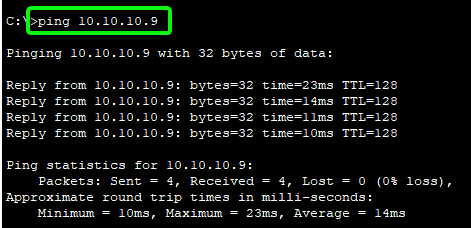 C:\>ping 10.10.10.9
Pinging 10.10.10.9 with 32 bytes of data:
Reply from 10.10.10.9: bytes=32 time=23ms TTL=128
Reply from 10.10.10.9: bytes=32 time=14ms TTL=128
Reply from 10.10.10.9: bytes=32 time=11ms TTL=128
Reply from 10.10.10.9: bytes=32 time=10ms TTL=128
Ping statistics for 10.10.10.9:
    Packets: Sent = 4, Received = 4, Lost = 0 (0% loss),
Approximate round trip times in milli-seconds:
    Minimum = 10ms, Maximum = 23ms, Average = 14ms